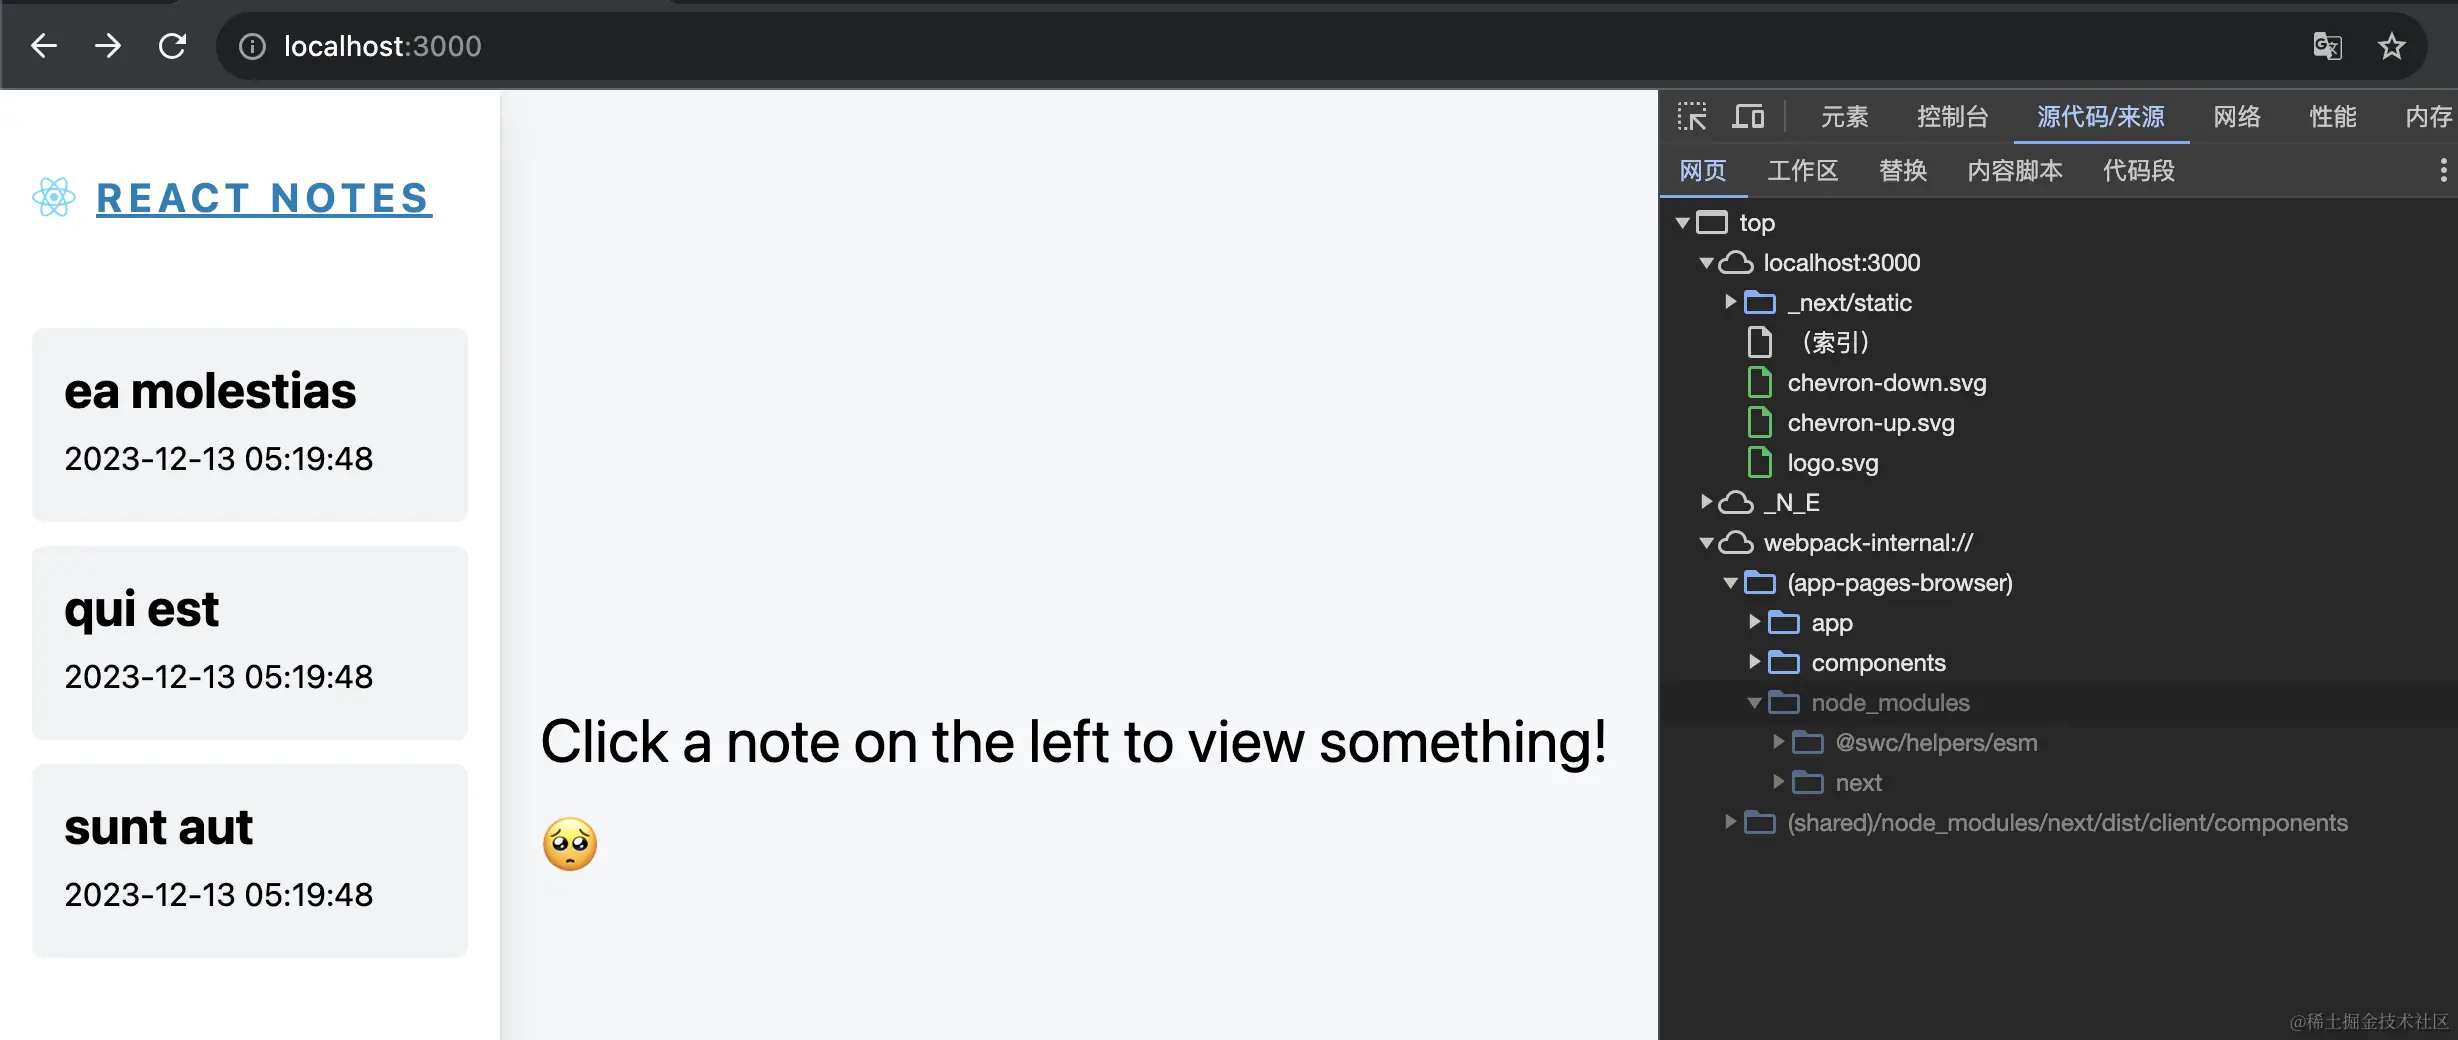 localhost:3000
REACT NOTES
ea molestias
2023-12-13 05:19:48
qui est
2023-12-13 05:19:48
sunt aut
2023-12-13 05:19:48
Click a note on the left to view something!
🥺
元素 控制台 源代码/来源 网络 性能 内存
网页 工作区 替换 内容脚本 代码段
top
localhost:3000
_next/static
（索引）
chevron-down.svg
chevron-up.svg
logo.svg
_N_E
webpack-internal://
(app-pages-browser)
app
components
node_modules
@swc/helpers/esm
next
(shared)/node_modules/next/dist/client/components
@稀土掘金技术社区